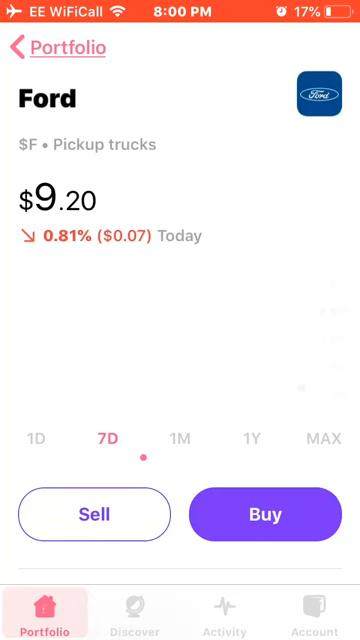 EE WiFiCall 8:00 PM 17%
Portfolio
Ford
Ford
$F • Pickup trucks
$9.20
0.81% ($0.07) Today
1D 7D 1M 1Y MAX
Sell Buy
Portfolio Discover Activity Account